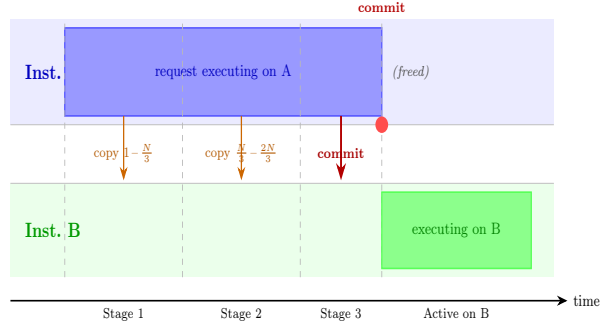 commit
Inst.
request executing on A
(freed)
copy 1 – N/3
copy N/3 – 2N/3
commit
Inst. B
executing on B
time
Stage 1
Stage 2
Stage 3
Active on B